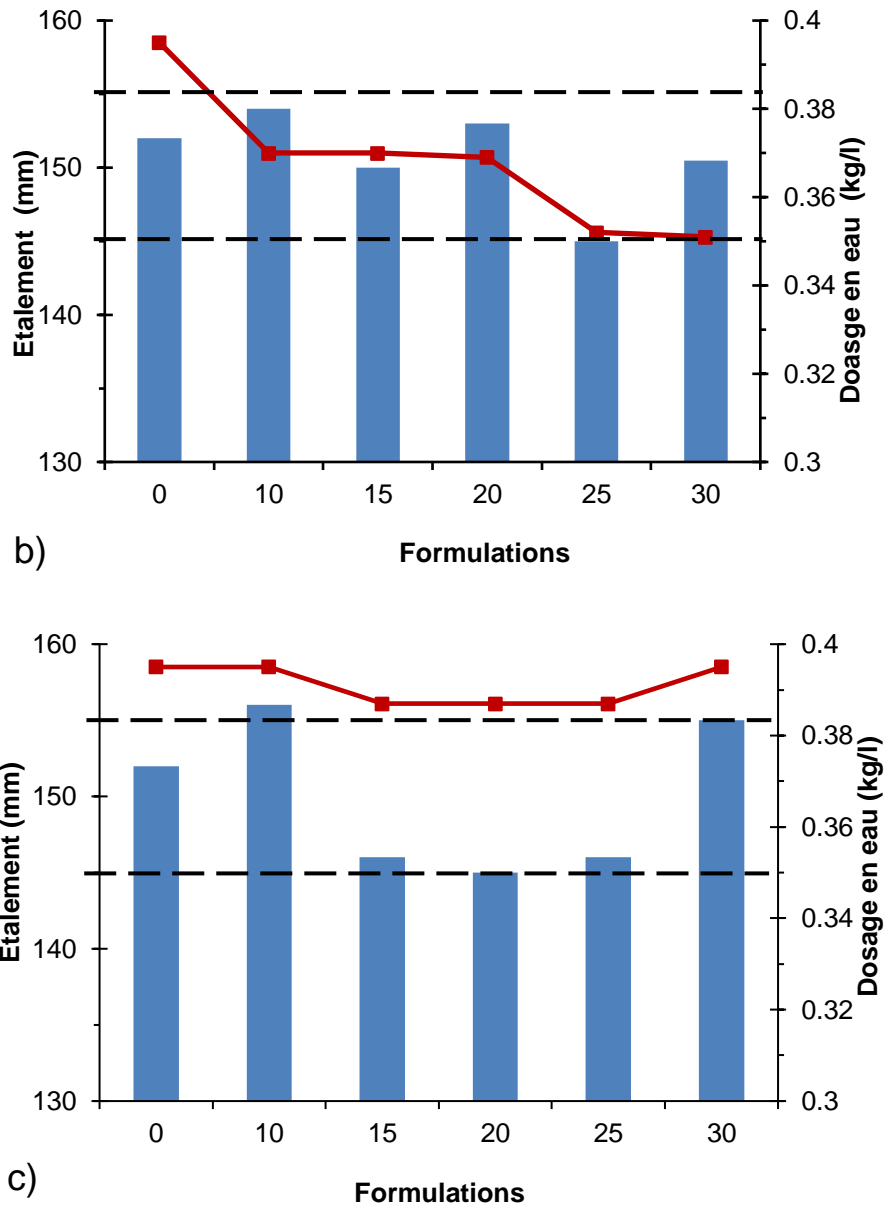 160
150
140
130
Etalement (mm)
0.4
0.38
0.36
0.34
0.32
0.3
Doasge en eau (kg/l)
0 10 15 20 25 30
b)
Formulations
160
150
140
130
Etalement (mm)
0.4
0.38
0.36
0.34
0.32
0.3
Dosage en eau (kg/l)
0 10 15 20 25 30
c)
Formulations